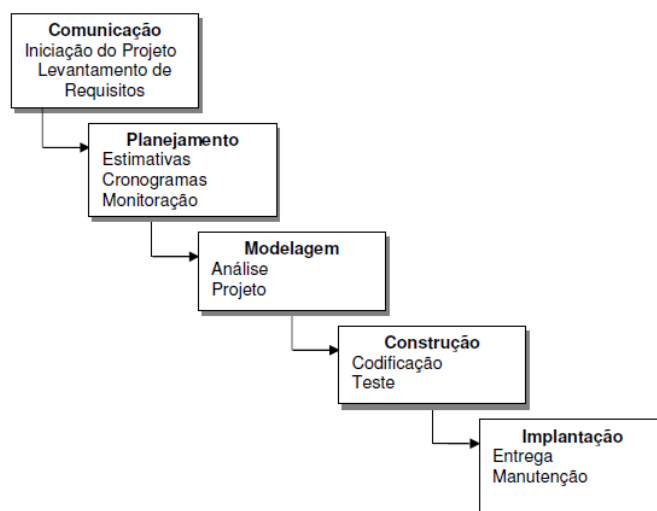 Comunicação
Iniciação do Projeto
Levantamento de
Requisitos
Planejamento
Estimativas
Cronogramas
Monitoração
Modelagem
Análise
Projeto
Construção
Codificação
Teste
Implantação
Entrega
Manutenção